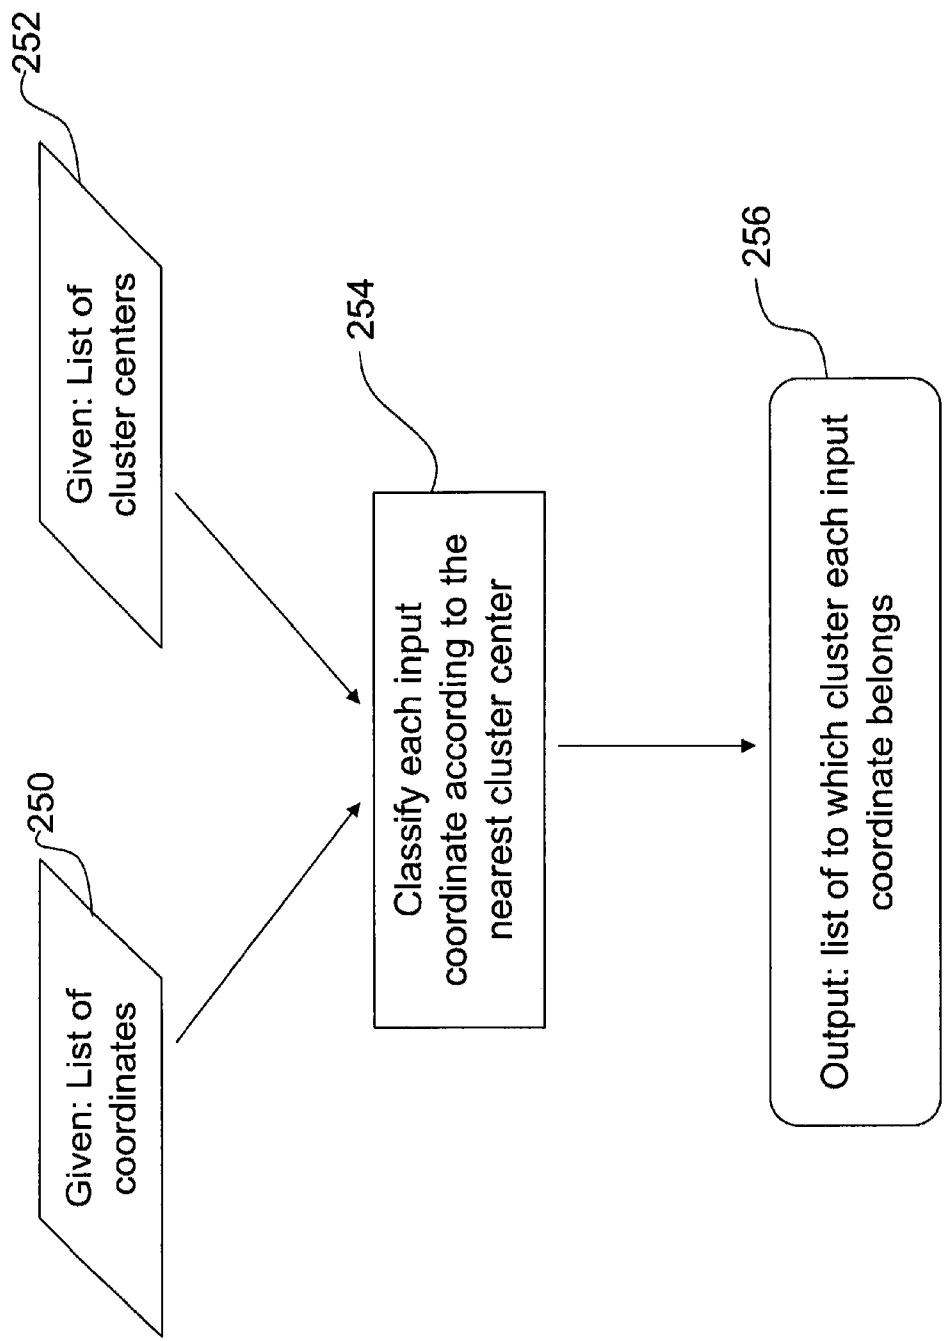 250
Given: List of
coordinates
252
Given: List of
cluster centers
254
Classify each input
coordinate according to the
nearest cluster center
256
Output: list of to which cluster each input
coordinate belongs